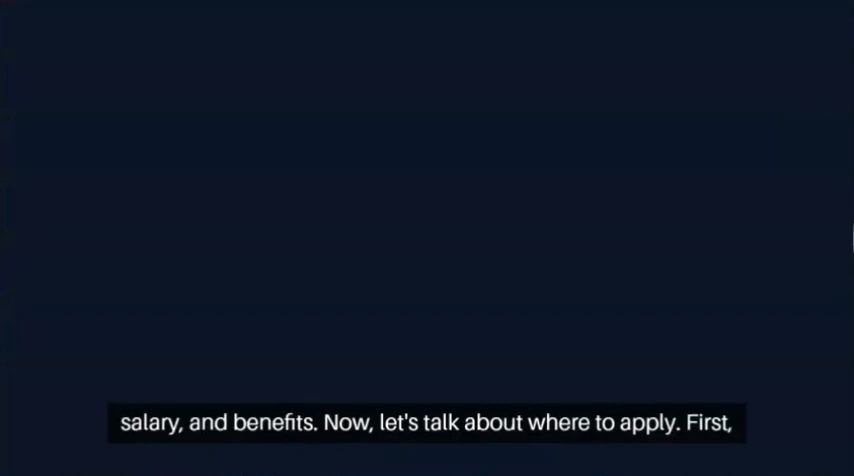 salary, and benefits. Now, let's talk about where to apply. First,